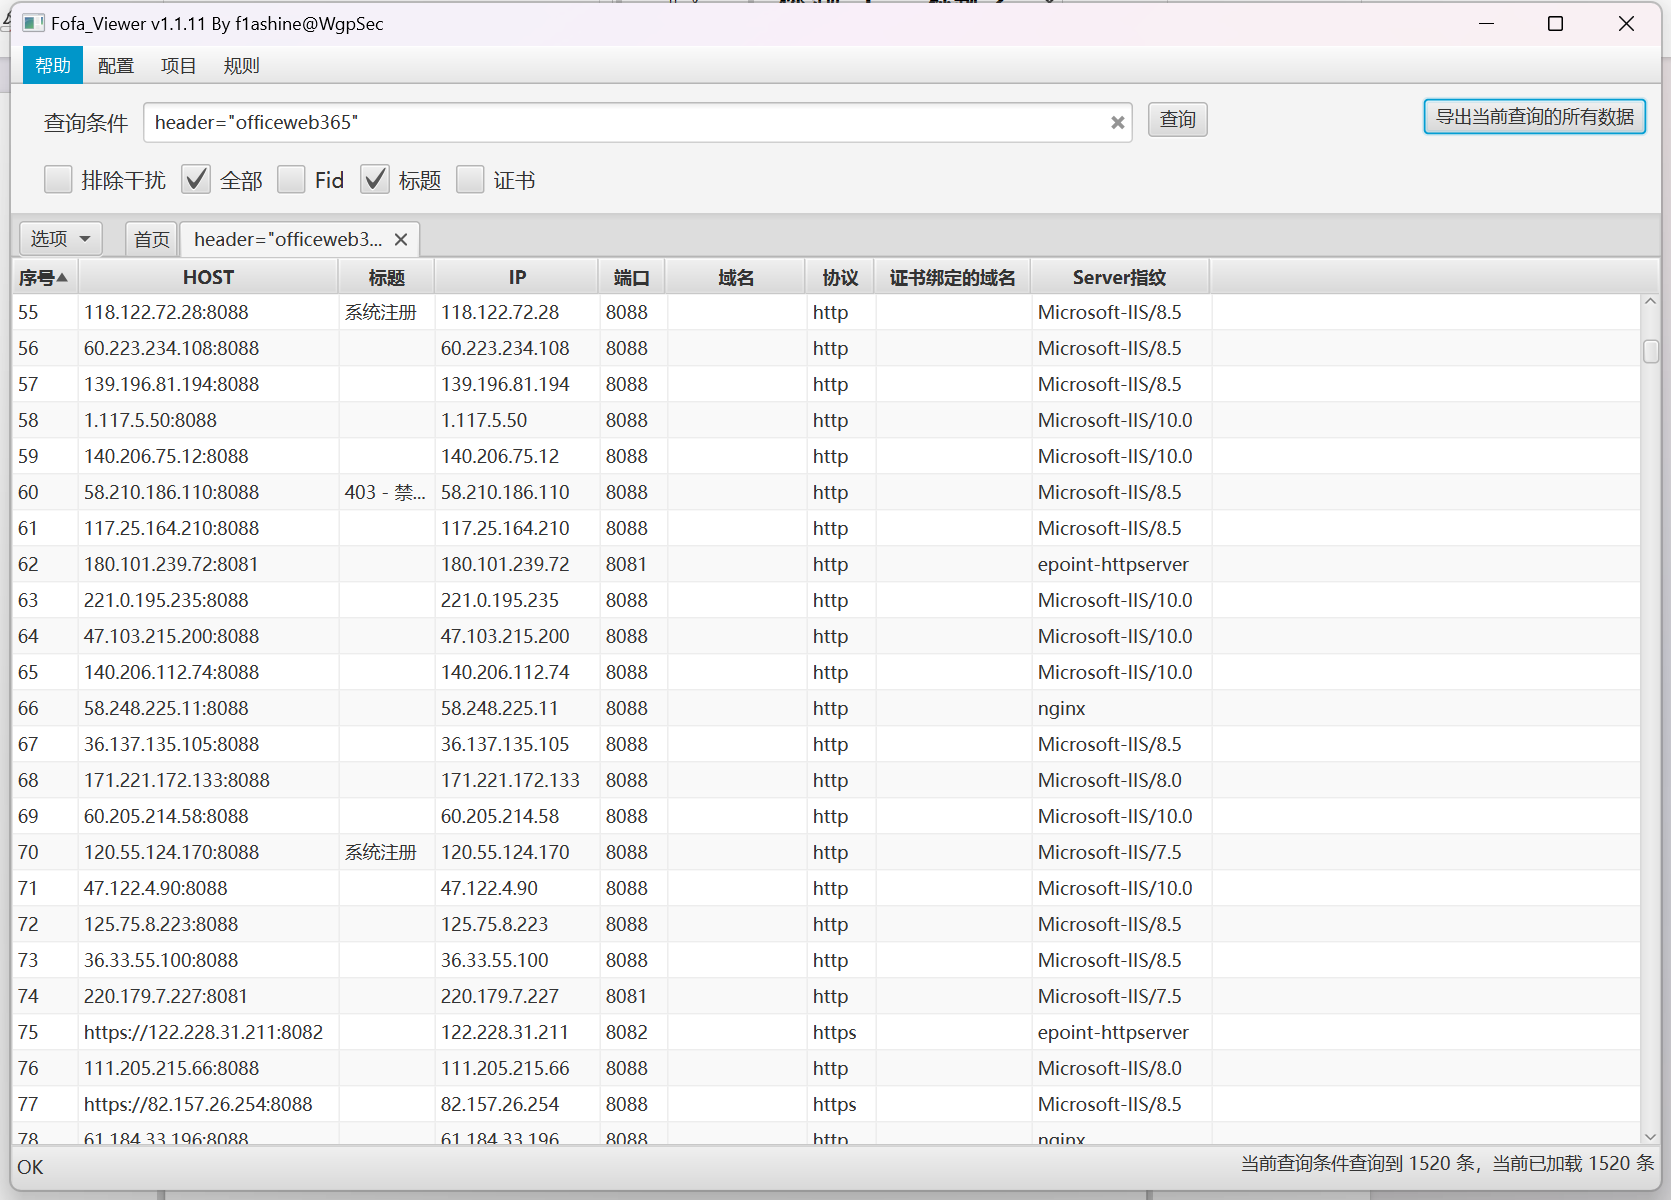 Fofa_Viewer v1.1.11 By f1ashine@WgpSec
帮助 配置 项目 规则
查询条件 header="officeweb365" 查询 导出当前查询的所有数据
排除干扰 全部 Fid 标题 证书
选项 首页 header="officeweb3...
序号 HOST 标题 IP 端口 域名 协议 证书绑定的域名 Server指纹
55 118.122.72.28:8088 系统注册 118.122.72.28 8088 http Microsoft-IIS/8.5
56 60.223.234.108:8088 60.223.234.108 8088 http Microsoft-IIS/8.5
57 139.196.81.194:8088 139.196.81.194 8088 http Microsoft-IIS/8.5
58 1.117.5.50:8088 1.117.5.50 8088 http Microsoft-IIS/10.0
59 140.206.75.12:8088 140.206.75.12 8088 http Microsoft-IIS/10.0
60 58.210.186.110:8088 403 - 禁... 58.210.186.110 8088 http Microsoft-IIS/8.5
61 117.25.164.210:8088 117.25.164.210 8088 http Microsoft-IIS/8.5
62 180.101.239.72:8081 180.101.239.72 8081 http epoint-httpserver
63 221.0.195.235:8088 221.0.195.235 8088 http Microsoft-IIS/10.0
64 47.103.215.200:8088 47.103.215.200 8088 http Microsoft-IIS/10.0
65 140.206.112.74:8088 140.206.112.74 8088 http Microsoft-IIS/10.0
66 58.248.225.11:8088 58.248.225.11 8088 http nginx
67 36.137.135.105:8088 36.137.135.105 8088 http Microsoft-IIS/8.5
68 171.221.172.133:8088 171.221.172.133 8088 http Microsoft-IIS/8.0
69 60.205.214.58:8088 60.205.214.58 8088 http Microsoft-IIS/10.0
70 120.55.124.170:8088 系统注册 120.55.124.170 8088 http Microsoft-IIS/7.5
71 47.122.4.90:8088 47.122.4.90 8088 http Microsoft-IIS/10.0
72 125.75.8.223:8088 125.75.8.223 8088 http Microsoft-IIS/8.5
73 36.33.55.100:8088 36.33.55.100 8088 http Microsoft-IIS/8.5
74 220.179.7.227:8081 220.179.7.227 8081 http Microsoft-IIS/7.5
75 https://122.228.31.211:8082 122.228.31.211 8082 https epoint-httpserver
76 111.205.215.66:8088 111.205.215.66 8088 http Microsoft-IIS/8.0
77 https://82.157.26.254:8088 82.157.26.254 8088 https Microsoft-IIS/8.5
78 61.184.33.196:8088 61.184.33.196 8088 http nginx
OK 当前查询条件查询到 1520 条，当前已加载 1520 条